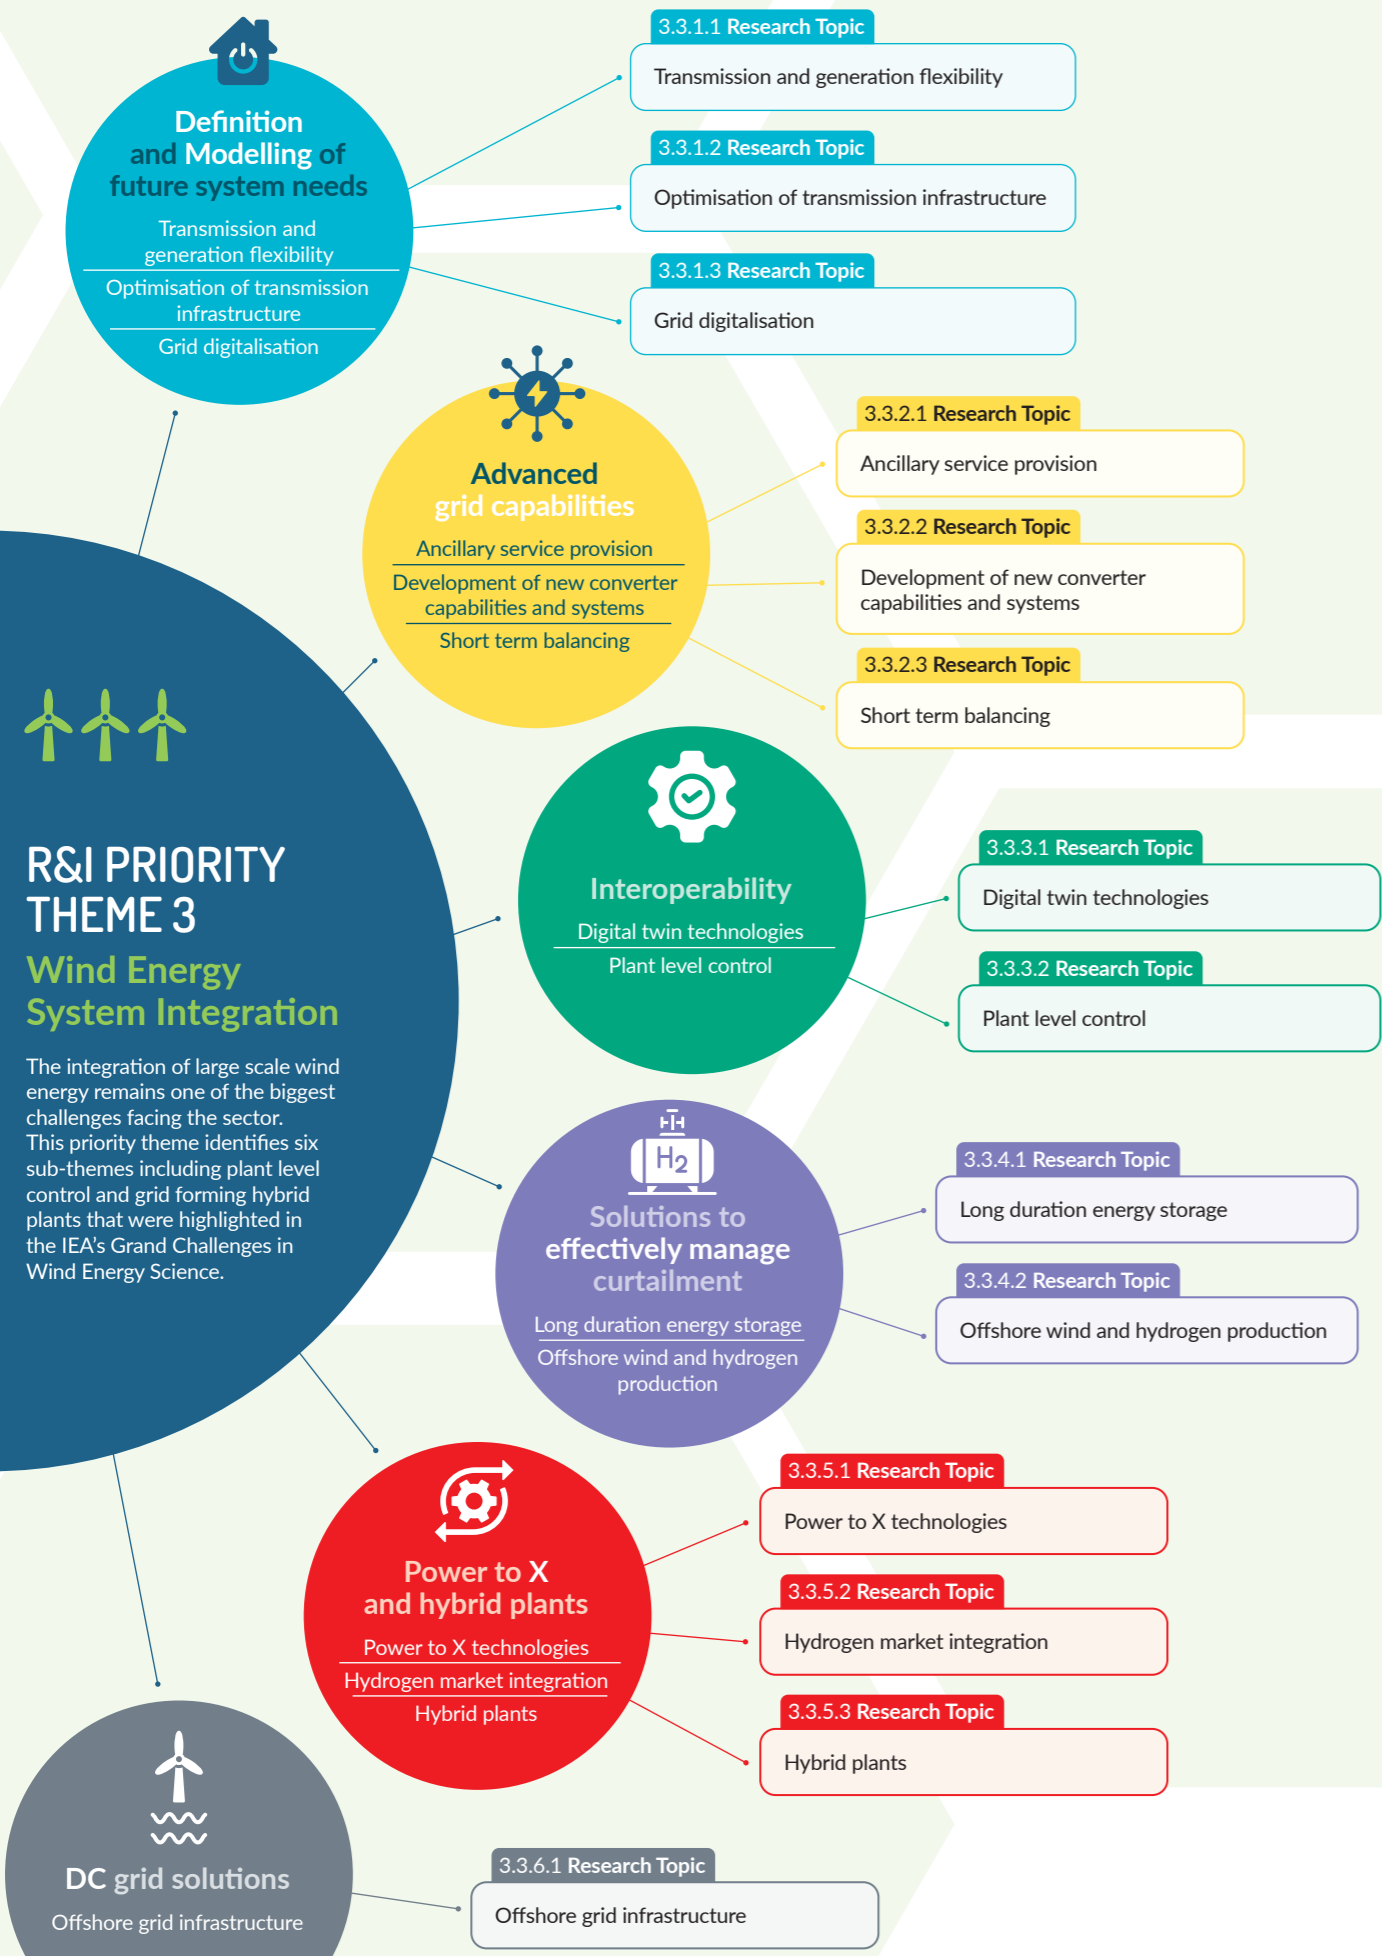 Definition
and Modelling of
future system needs
Transmission and
generation flexibility
Optimisation of transmission
infrastructure
Grid digitalisation
3.3.1.1 Research Topic
Transmission and generation flexibility
3.3.1.2 Research Topic
Optimisation of transmission infrastructure
3.3.1.3 Research Topic
Grid digitalisation
Advanced
grid capabilities
Ancillary service provision
Development of new converter
capabilities and systems
Short term balancing
3.3.2.1 Research Topic
Ancillary service provision
3.3.2.2 Research Topic
Development of new converter
capabilities and systems
3.3.2.3 Research Topic
Short term balancing
R&I PRIORITY
THEME 3
Wind Energy
System Integration
The integration of large scale wind
energy remains one of the biggest
challenges facing the sector.
This priority theme identifies six
sub-themes including plant level
control and grid forming hybrid
plants that were highlighted in
the IEA's Grand Challenges in
Wind Energy Science.
Interoperability
Digital twin technologies
Plant level control
3.3.3.1 Research Topic
Digital twin technologies
3.3.3.2 Research Topic
Plant level control
H2
Solutions to
effectively manage
curtailment
Long duration energy storage
Offshore wind and hydrogen
production
3.3.4.1 Research Topic
Long duration energy storage
3.3.4.2 Research Topic
Offshore wind and hydrogen production
Power to X
and hybrid plants
Power to X technologies
Hydrogen market integration
Hybrid plants
3.3.5.1 Research Topic
Power to X technologies
3.3.5.2 Research Topic
Hydrogen market integration
3.3.5.3 Research Topic
Hybrid plants
DC grid solutions
Offshore grid infrastructure
3.3.6.1 Research Topic
Offshore grid infrastructure